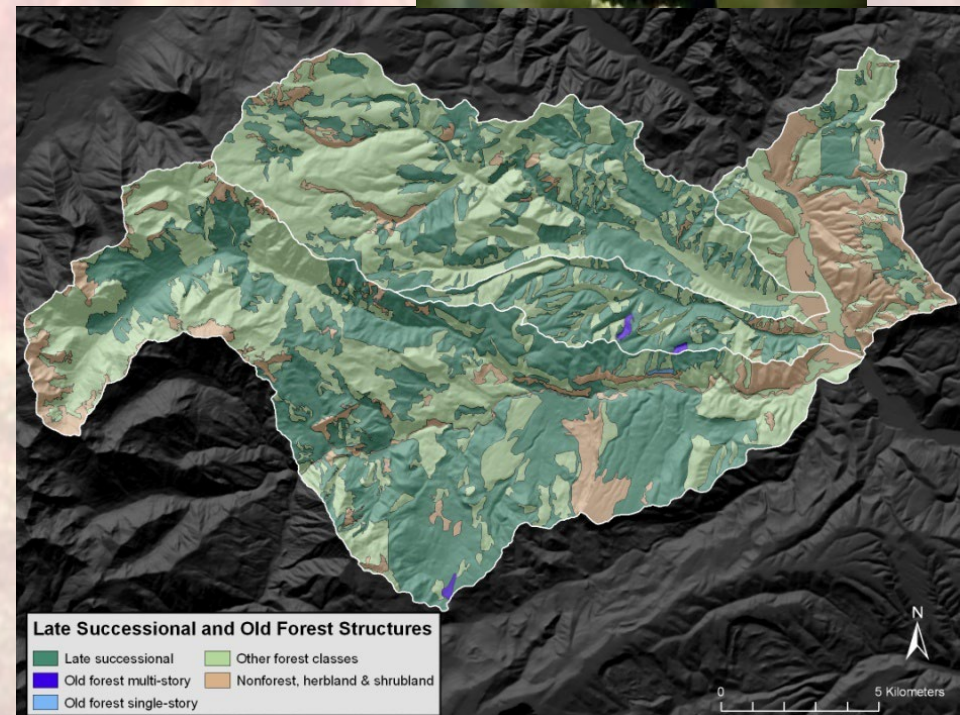 N
0 5 Kilometers
Late Successional and Old Forest Structures
Late successional
Old forest multi-story
Old forest single-story
Other forest classes
Nonforest, herbland & shrubland